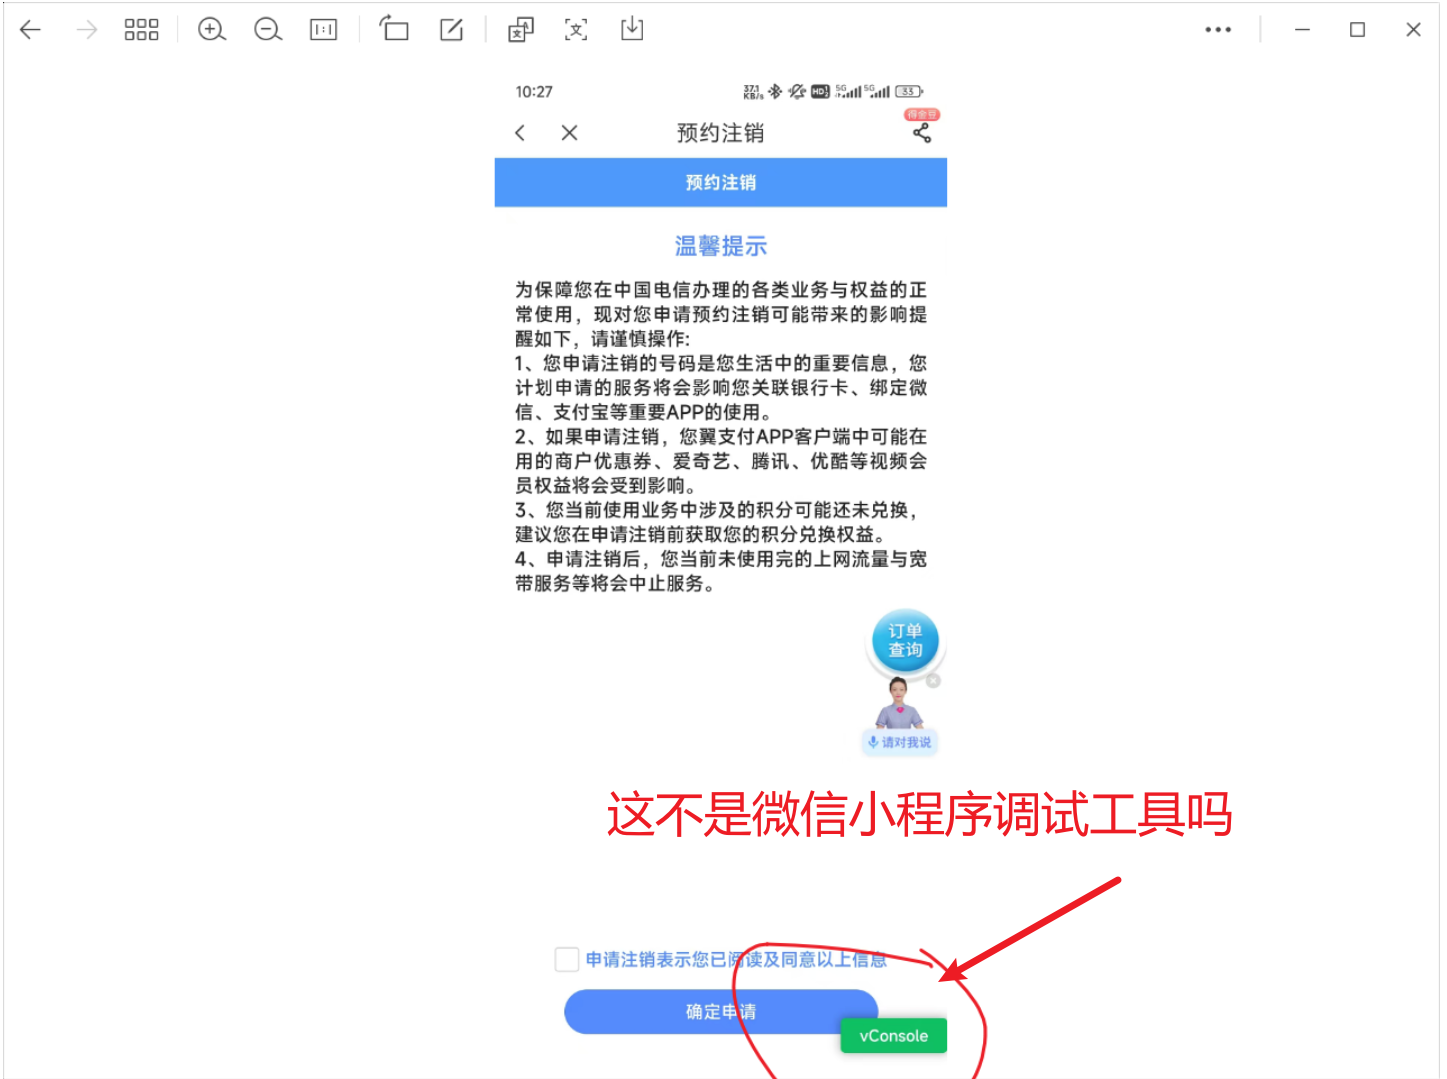 10:27
37.1 KB/s HD 5G 5G 33
得金豆
预约注销
预约注销
温馨提示
为保障您在中国电信办理的各类业务与权益的正
常使用，现对您申请预约注销可能带来的影响提
醒如下，请谨慎操作:
1、您申请注销的号码是您生活中的重要信息，您
计划申请的服务将会影响您关联银行卡、绑定微
信、支付宝等重要APP的使用。
2、如果申请注销，您翼支付APP客户端中可能在
用的商户优惠券、爱奇艺、腾讯、优酷等视频会
员权益将会受到影响。
3、您当前使用业务中涉及的积分可能还未兑换，
建议您在申请注销前获取您的积分兑换权益。
4、申请注销后，您当前未使用完的上网流量与宽
带服务等将会中止服务。
订单
查询
请对我说
这不是微信小程序调试工具吗
申请注销表示您已阅读及同意以上信息
确定申请
vConsole